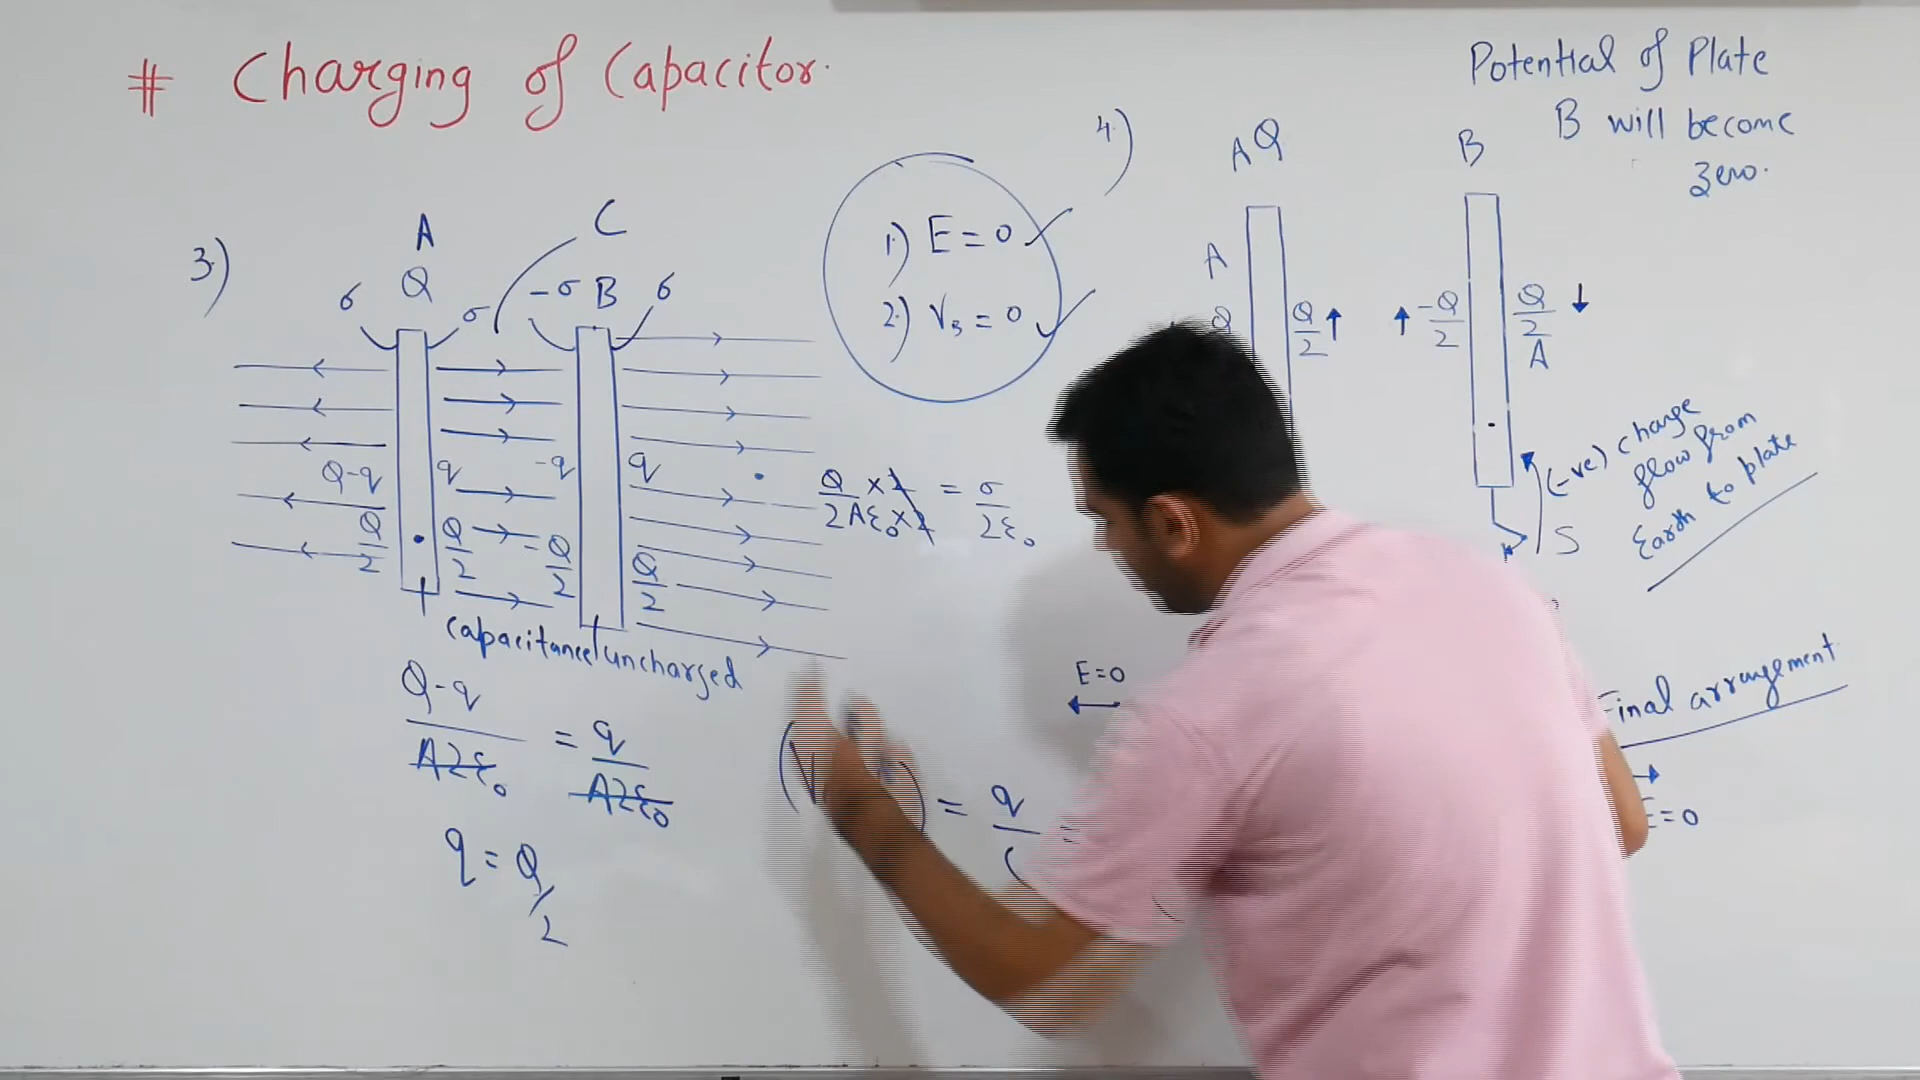 # Charging of Capacitor.
3.)
A
Q
σ
σ
C
-σ B σ
Q-q
q
-q
q
Q/2
Q/2
-Q/2
Q/2
Capacitance
uncharged
Q-q/A2ε₀ = q/A2ε₀
q = Q/2
1.) E = 0
2.) V_B = 0
Q × 1/2Aε₀ × 2 = σ/2ε₀
4.)
A Q
B
A
Q
Q/2 ↑
↑ -Q/2
Q/2 ↓
A
Potential of Plate
B will become
zero.
(-ve) charge
flow from
Earth to plate
S
E=0
Final arrangement
E=0
(V
) = q